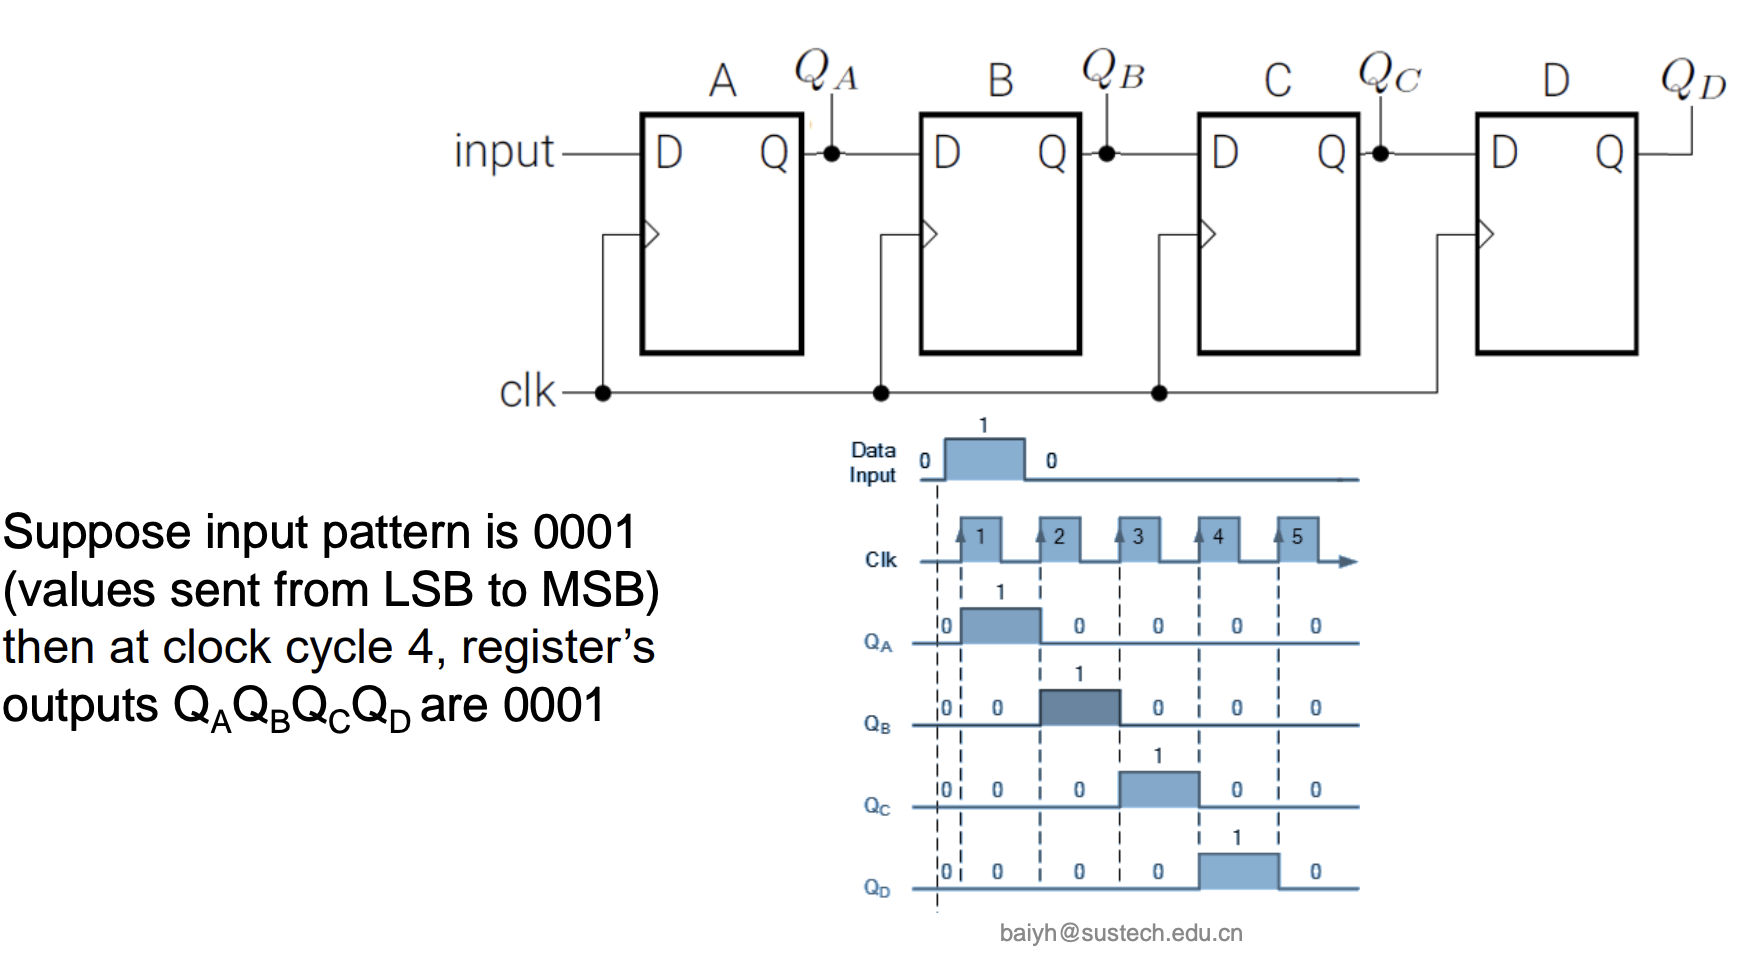 A Q_A B Q_B C Q_C D Q_D
input D Q D Q D Q D Q
clk
1
Data Input 0 0
Clk 1 2 3 4 5
1
Q_A 0 0 0 0 0
1
Q_B 0 0 0 0 0
1
Q_C 0 0 0 0 0
1
Q_D 0 0 0 0 0
Suppose input pattern is 0001
(values sent from LSB to MSB)
then at clock cycle 4, register’s
outputs Q_AQ_BQ_CQ_D are 0001
baiyh@sustech.edu.cn